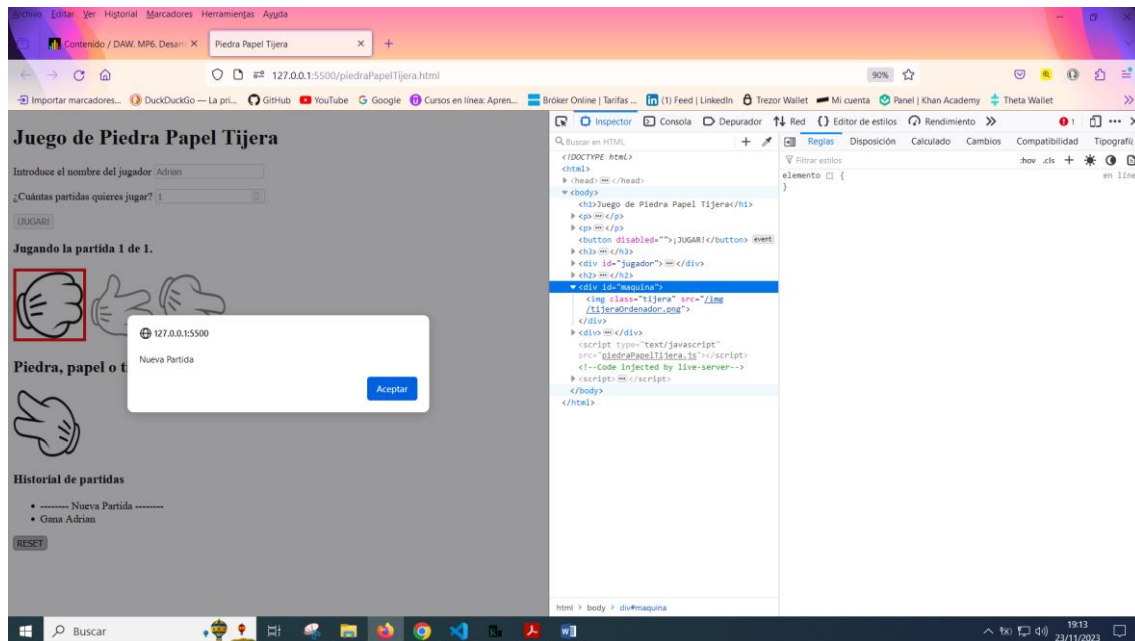 Archivo Editar Ver Historial Marcadores Herramientas Ayuda
Contenido / DAW. MP6. Desarr
Piedra Papel Tijera
127.0.0.1:5500/piedraPapelTijera.html
90%
Importar marcadores... DuckDuckGo — La pri... GitHub YouTube Google Cursos en línea: Apren... Bróker Online | Tarifas ... (1) Feed | LinkedIn Trezor Wallet Mi cuenta Panel | Khan Academy Theta Wallet
Inspector Consola Depurador Red Editor de estilos Rendimiento 1
Juego de Piedra Papel Tijera
Introduce el nombre del jugador Adrian
¿Cuántas partidas quieres jugar? 1
¡JUGAR!
Jugando la partida 1 de 1.
127.0.0.1:5500
Nueva Partida
Aceptar
Piedra, papel o t
Historial de partidas
• -------- Nueva Partida --------
• Gana Adrian
RESET
Buscar en HTML
<!DOCTYPE html>
<html>
<head> </head>
<body>
<h1>Juego de Piedra Papel Tijera</h1>
<p> </p>
<p> </p>
<button disabled="">¡JUGAR!</button> event
<h3> </h3>
<div id="jugador"> </div>
<h2> </h2>
<div id="maquina">
<img class="tijera" src="/img
/tijeraOrdenador.png">
</div>
<div> </div>
<script type="text/javascript"
src="piedraPapelTijera.js"></script>
<!--Code injected by live-server-->
<script> </script>
</body>
</html>
html > body > div#maquina
Reglas Disposición Calculado Cambios Compatibilidad Tipografía
Filtrar estilos :hov .cls
elemento {
en líne
}
Buscar
19:13
23/11/2023